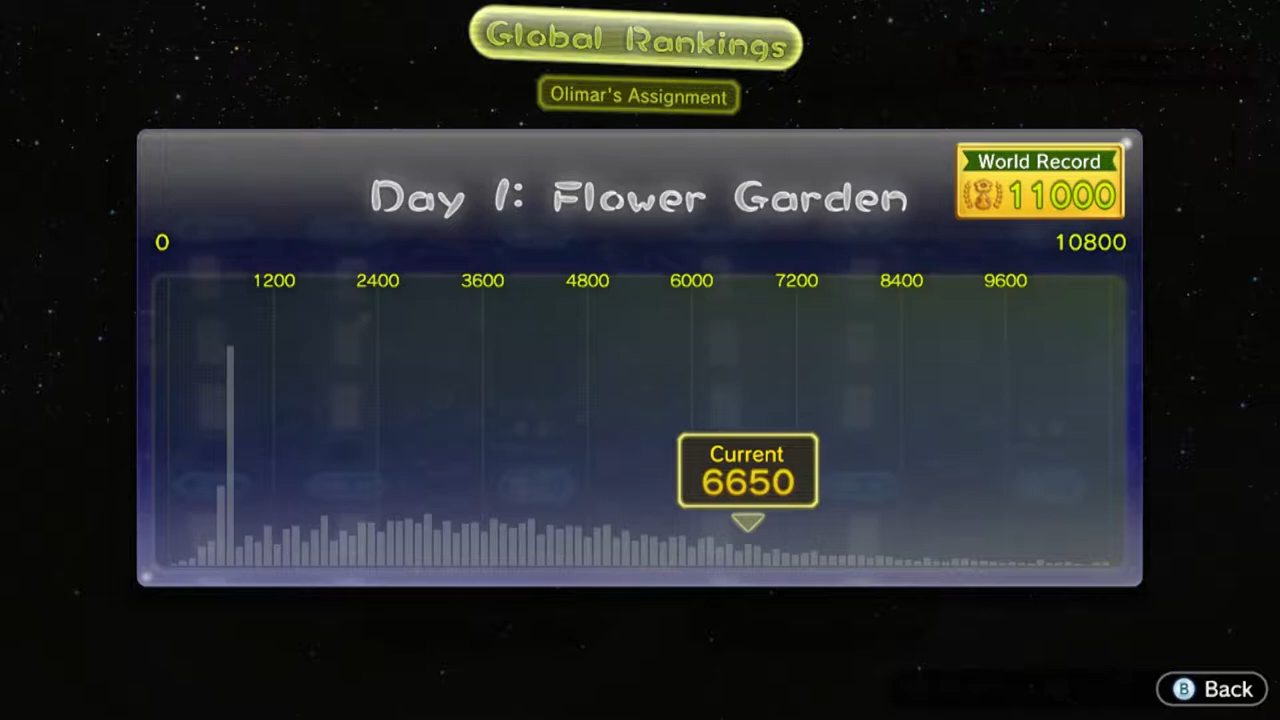 Global Rankings
Olimar's Assignment
World Record
11000
Day 1: Flower Garden
0 10800
1200 2400 3600 4800 6000 7200 8400 9600
Current
6650
B Back